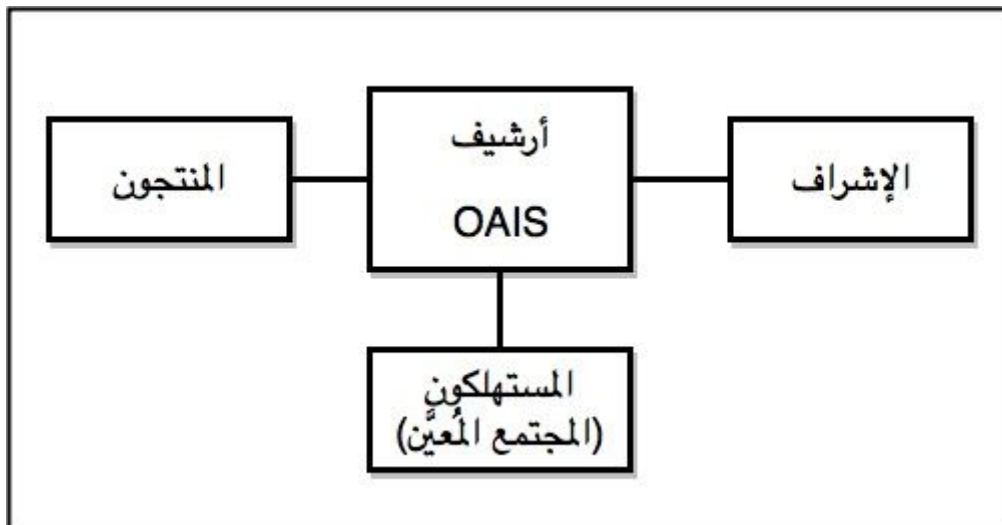 أرشيف
OAIS
الإشراف
المنتجون
المستهلكون
(المجتمع المُعيَّن)